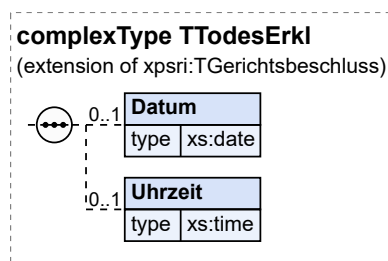 complexType TTodesErkl
(extension of xpsri:TGerichtsbeschluss)
0..1 Datum
type xs:date
0..1 Uhrzeit
type xs:time